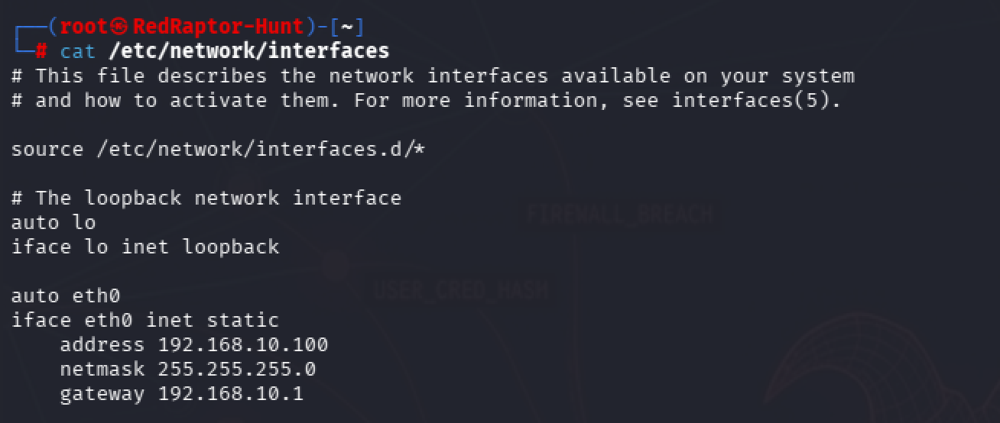 ┌──(root㉿RedRaptor-Hunt)-[~]
└─# cat /etc/network/interfaces
# This file describes the network interfaces available on your system
# and how to activate them. For more information, see interfaces(5).
source /etc/network/interfaces.d/*
# The loopback network interface
auto lo
iface lo inet loopback
FIREWALL_BREACH
USER_CRED_HASH
auto eth0
iface eth0 inet static
    address 192.168.10.100
    netmask 255.255.255.0
    gateway 192.168.10.1